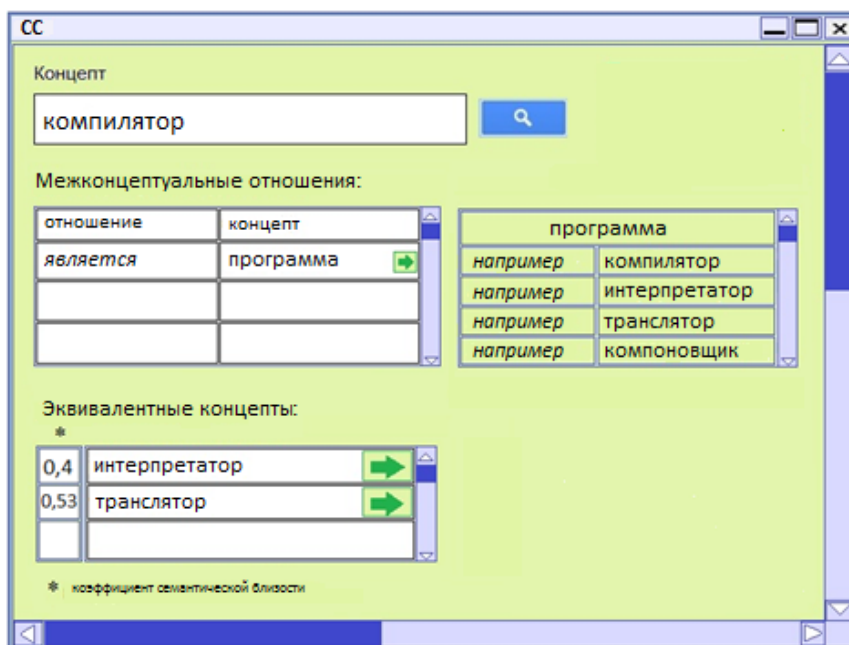 СС
Концепт
компилятор
Межконцептуальные отношения:
отношение концепт
является программа
программа
например компилятор
например интерпретатор
например транслятор
например компоновщик
Эквивалентные концепты:
*
0,4 интерпретатор
0,53 транслятор
* коэффициент семантической близости